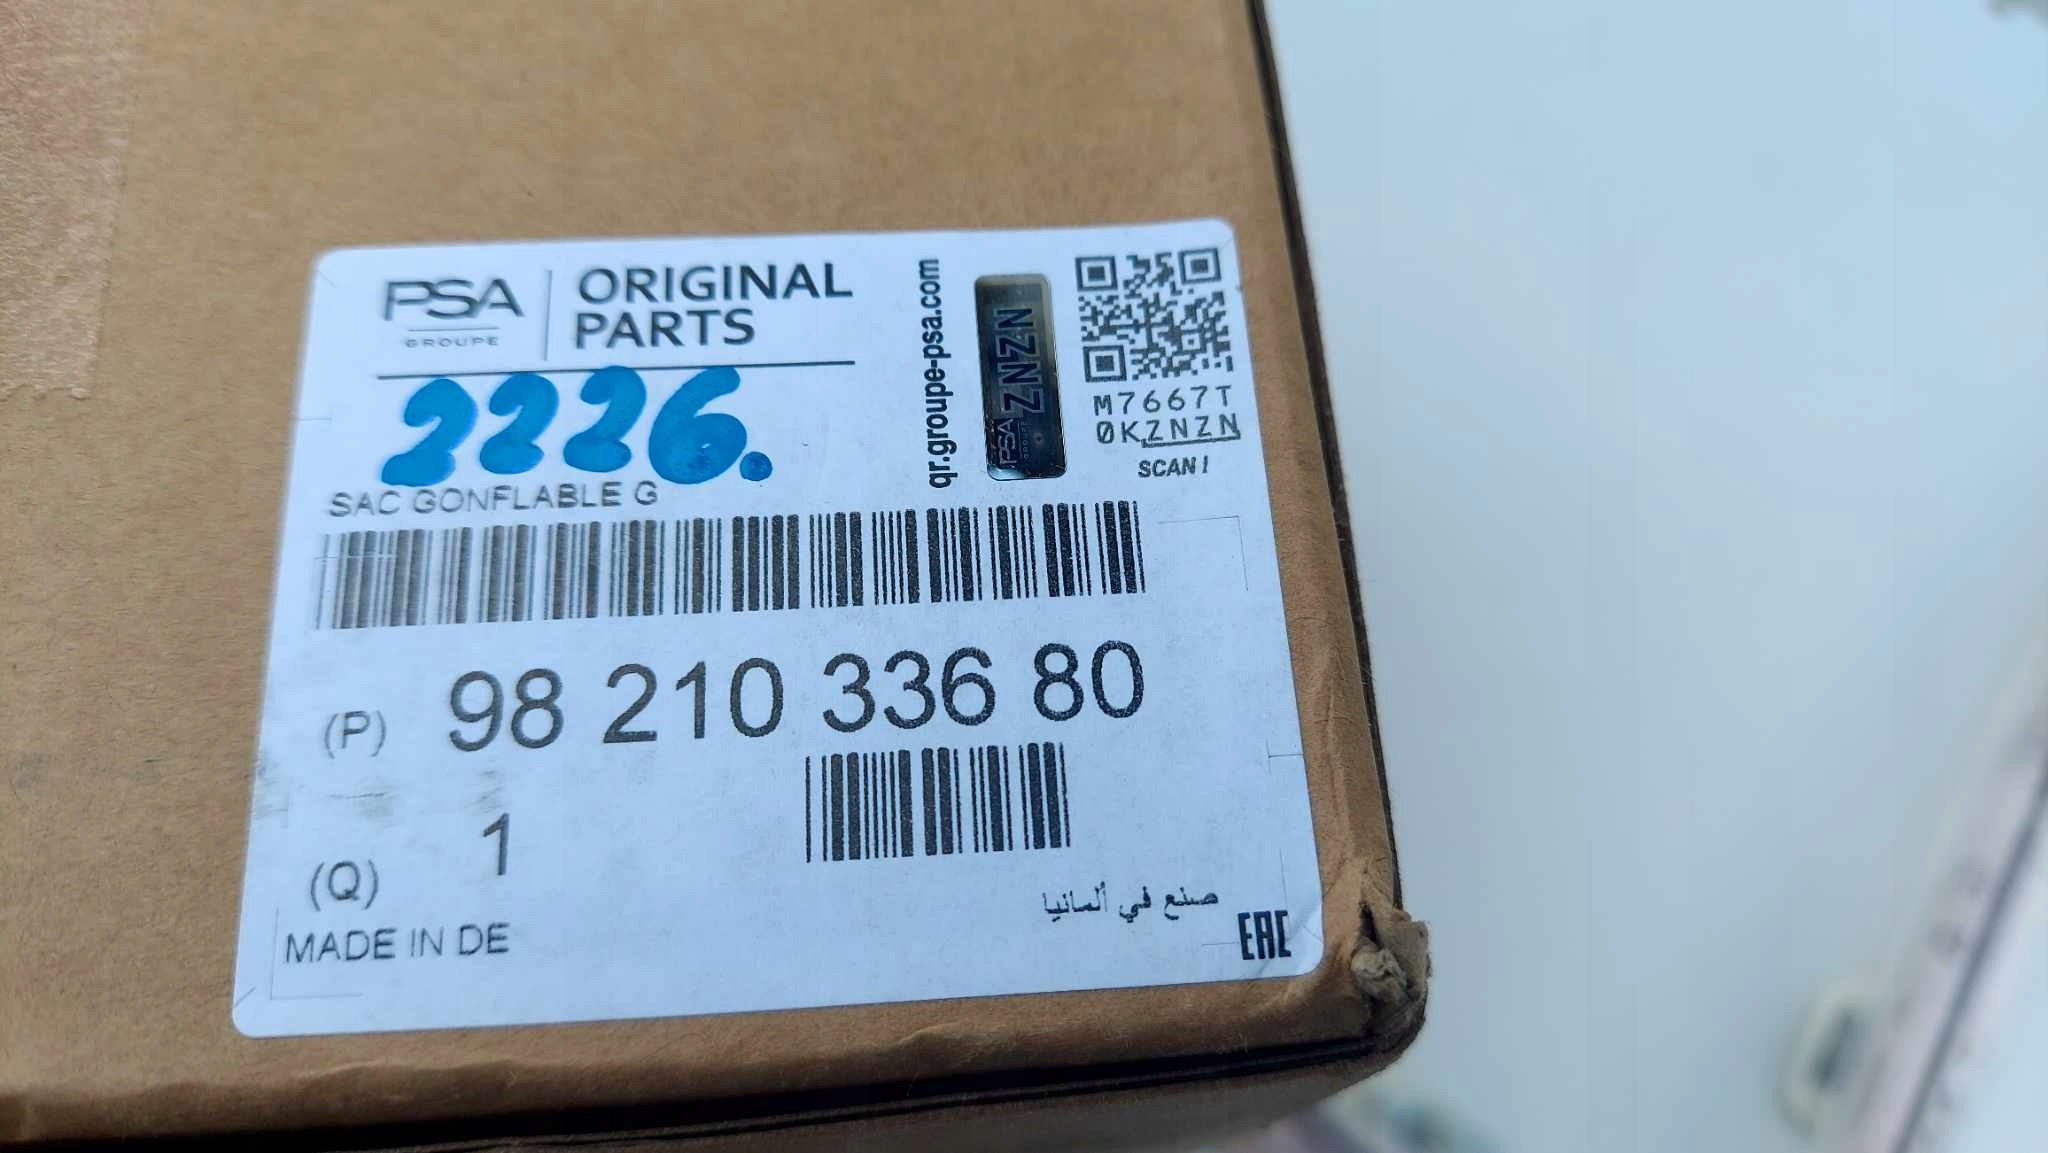 PSA
GROUPE
ORIGINAL
PARTS
2226.
qr.groupe-psa.com
ZNZN
PSA
GROUPE
M7667T
0KZNZN
SCAN!
SAC GONFLABLE G
(P) 98 210 336 80
(Q) 1
صنع في ألمانيا
MADE IN DE
EAC